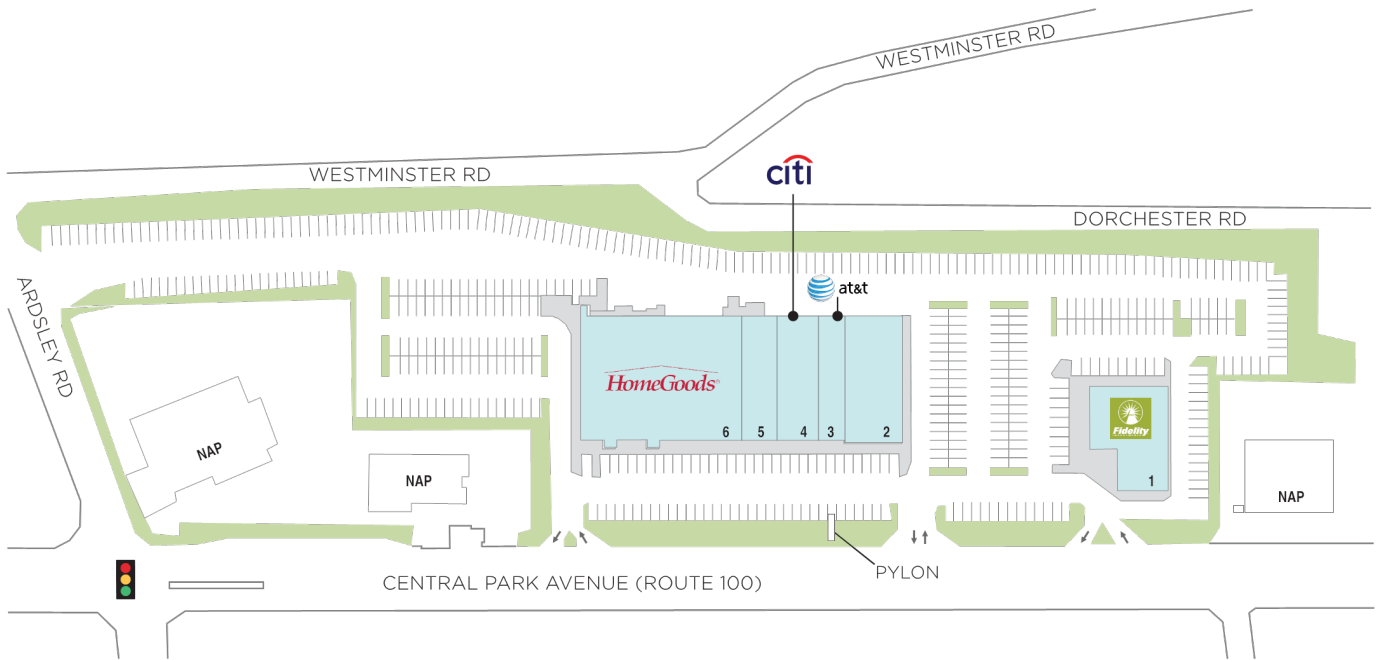 WESTMINSTER RD
citi
WESTMINSTER RD
DORCHESTER RD
at&t
ARDSLEY RD
HomeGoods
6
5
4
3
2
Fidelity
1
NAP
NAP
NAP
PYLON
CENTRAL PARK AVENUE (ROUTE 100)